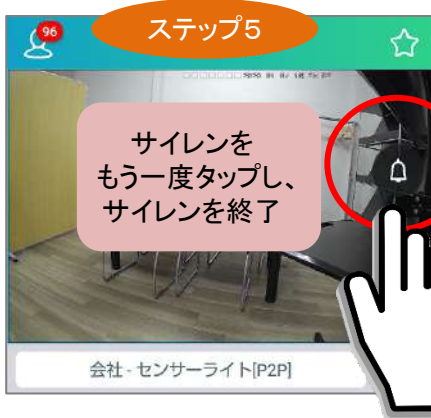 ステップ5
96
サイレンを
もう一度タップし、
サイレンを終了
会社 - センサーライト[P2P]